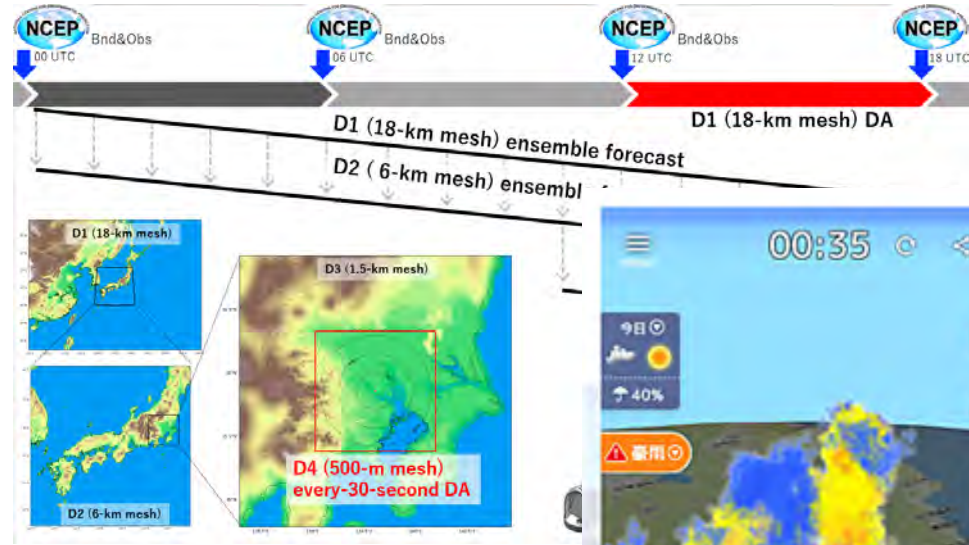 NCEP
Bnd&Obs
00 UTC
NCEP
Bnd&Obs
06 UTC
NCEP
Bnd&Obs
12 UTC
NCEP
18 UTC
D1 (18-km mesh) DA
D1 (18-km mesh) ensemble forecast
D2 ( 6-km mesh) ensembl
D1 (18-km mesh)
D3 (1.5-km mesh)
D4 (500-m mesh)
every-30-second DA
D2 (6-km mesh)
00:35
今日
40%
豪雨